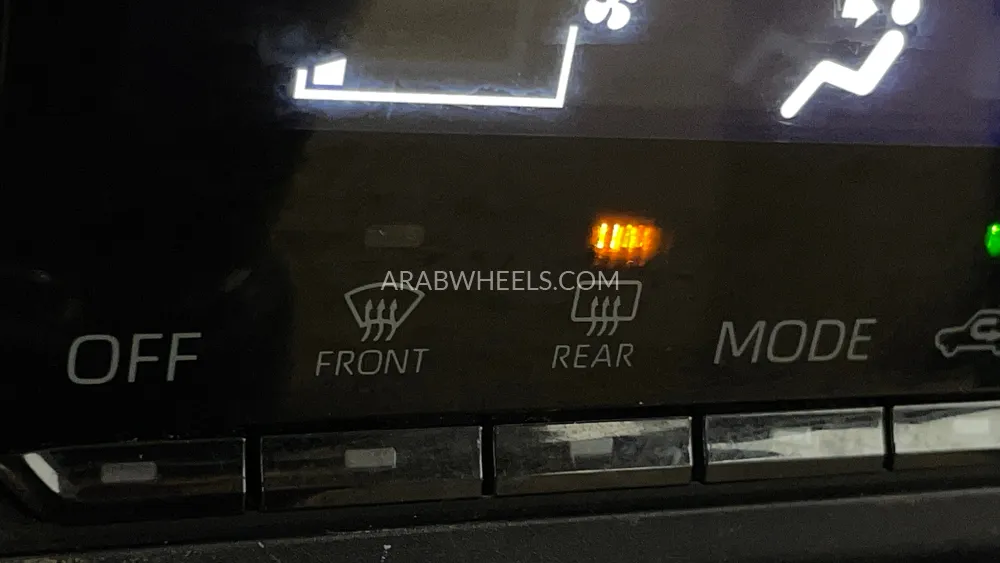 ARABWHEELS.COM
OFF
FRONT
REAR
MODE